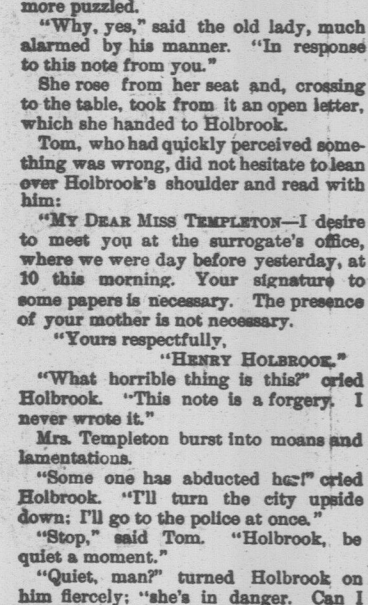 more puzzled.
"Why, yes," said the old lady, much
alarmed by his manner. "In response
to this note from you."
She rose from her seat and, crossing
to the table, took from it an open letter,
which she handed to Holbrook.
Tom, who had quickly perceived some-
thing was wrong, did not hesitate to lean
over Holbrook's shoulder and read with
him:
"MY DEAR MISS TEMPLETON—I desire
to meet you at the surrogate's office,
where we were day before yesterday, at
10 this morning. Your signature to
some papers is necessary. The presence
of your mother is not necessary.
"Yours respectfully,
"HENRY HOLBROOK."
"What horrible thing is this?" cried
Holbrook. "This note is a forgery. I
never wrote it."
Mrs. Templeton burst into moans and
lamentations.
"Some one has abducted her!" cried
Holbrook. "I'll turn the city upside
down; I'll go to the police at once."
"Stop," said Tom. "Holbrook, be
quiet a moment."
"Quiet, man?" turned Holbrook on
him fiercely; "she's in danger. Can I